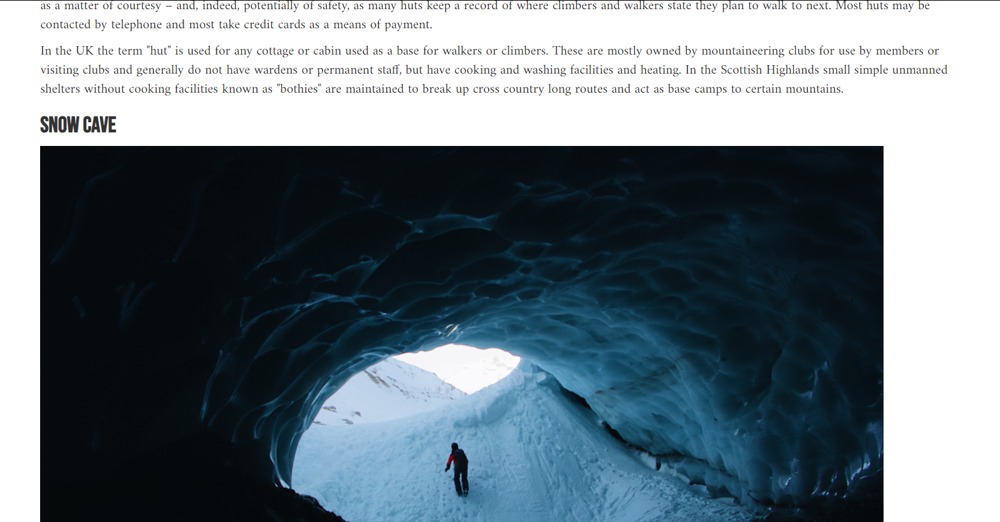 as a matter of courtesy – and, indeed, potentially of safety, as many huts keep a record of where climbers and walkers state they plan to walk to next. Most huts may be
contacted by telephone and most take credit cards as a means of payment.
In the UK the term "hut" is used for any cottage or cabin used as a base for walkers or climbers. These are mostly owned by mountaineering clubs for use by members or
visiting clubs and generally do not have wardens or permanent staff, but have cooking and washing facilities and heating. In the Scottish Highlands small simple unmanned
shelters without cooking facilities known as "bothies" are maintained to break up cross country long routes and act as base camps to certain mountains.
SNOW CAVE